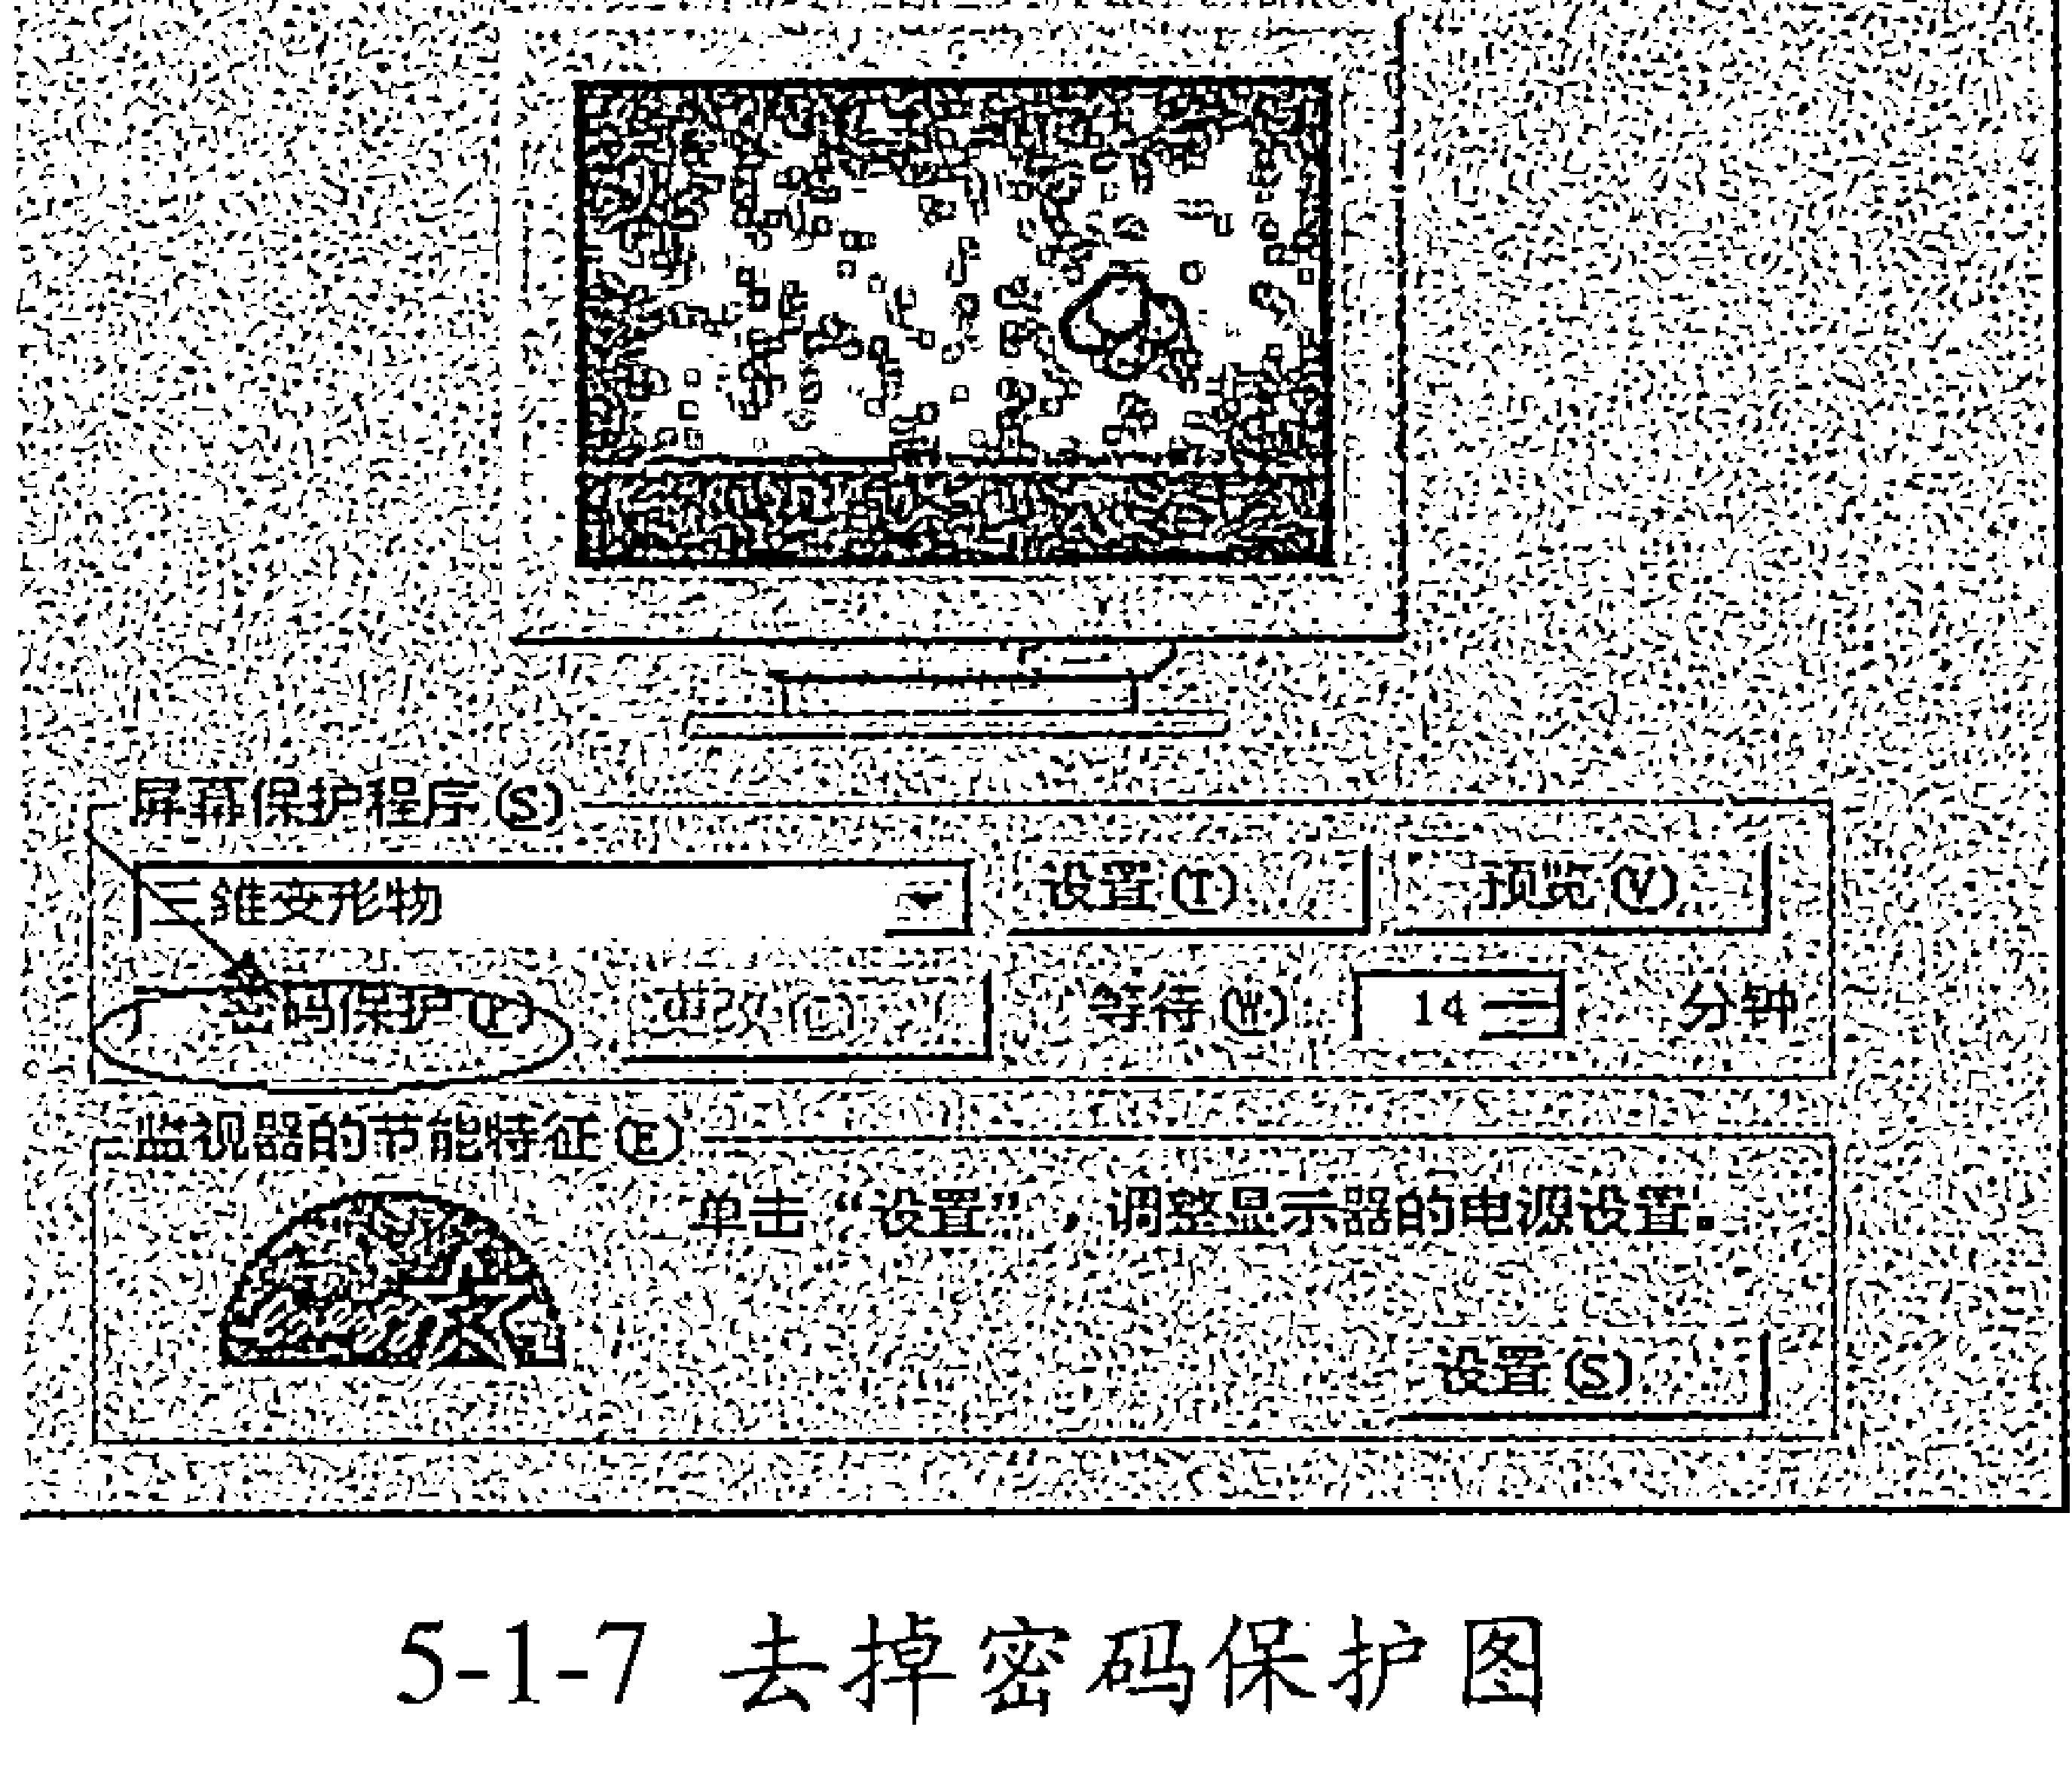 屏幕保护程序(S)
三维变形物
设置(T)
预览(V)
密码保护(P)
更改(C)
等待(W)
14
分钟
监视器的节能特征(E)
单击“设置”，调整显示器的电源设置。
设置(S)
5-1-7 去掉密码保护图